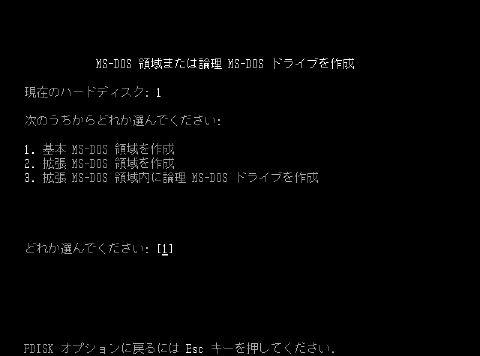 MS-DOS 領域または論理 MS-DOS ドライブを作成
現在のハードディスク: 1
次のうちからどれか選んでください:
1. 基本 MS-DOS 領域を作成
2. 拡張 MS-DOS 領域を作成
3. 拡張 MS-DOS 領域内に論理 MS-DOS ドライブを作成
どれか選んでください: [1]
FDISK オプションに戻るには Esc キーを押してください.